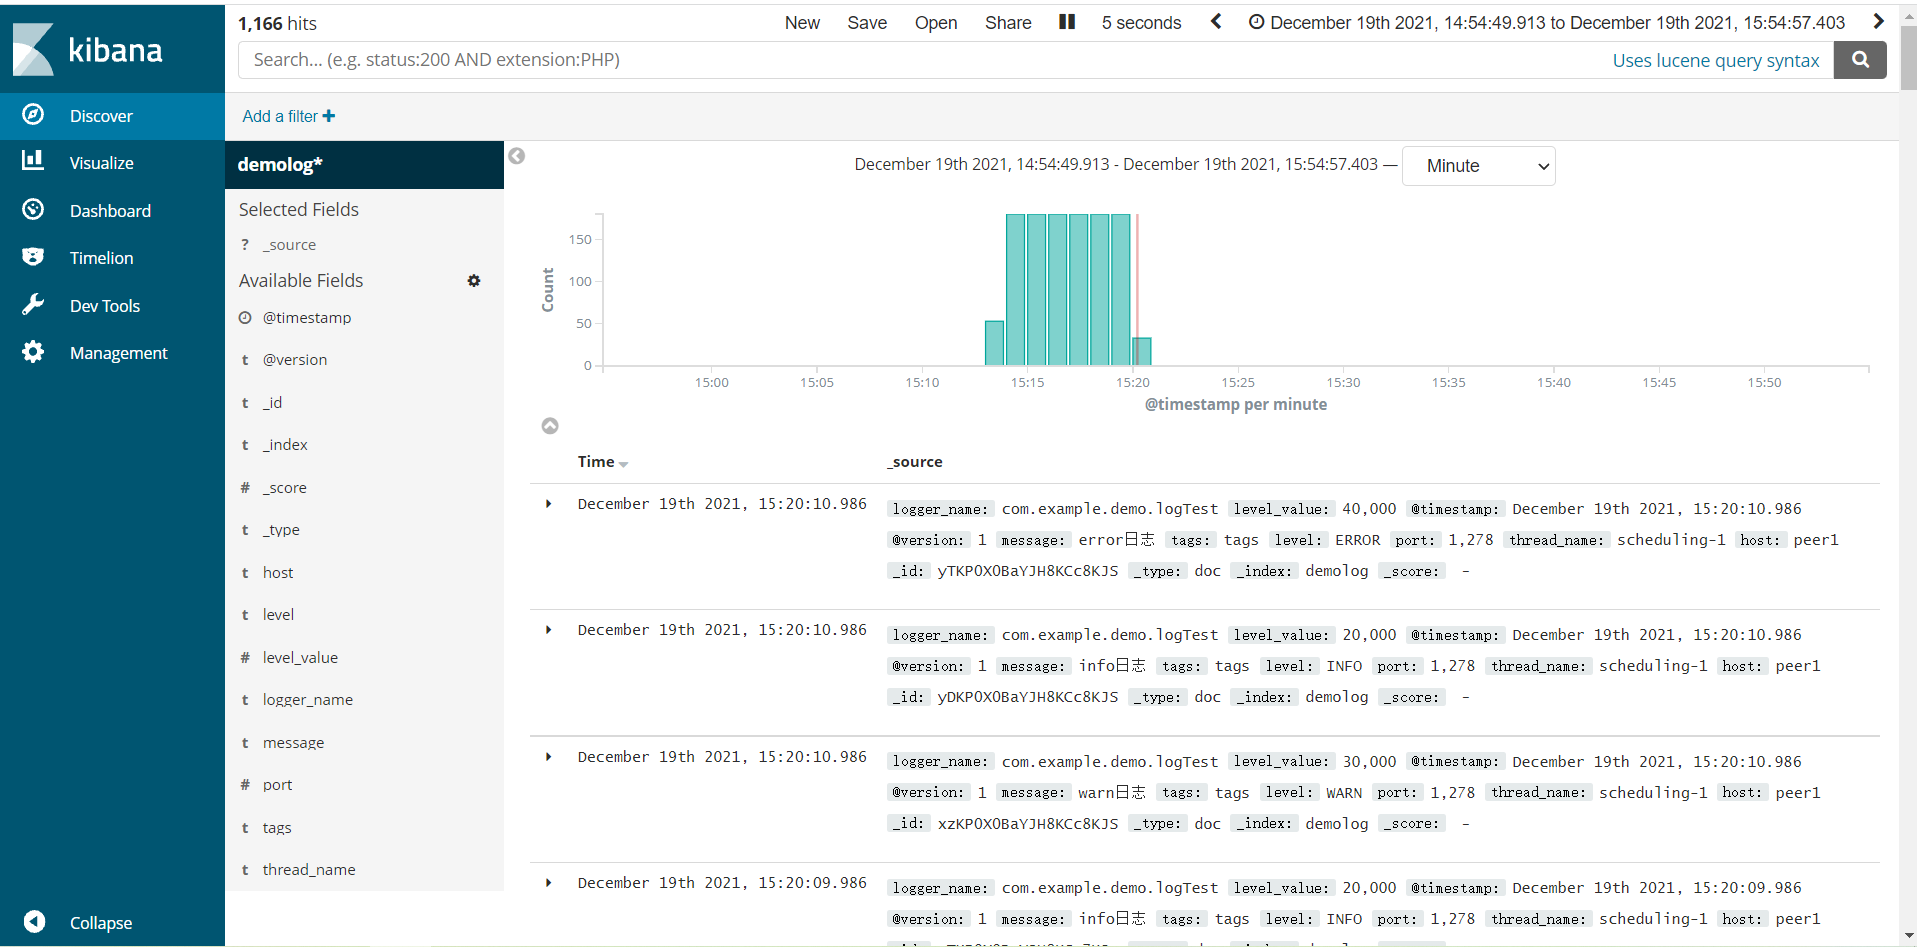 kibana
Discover
Visualize
Dashboard
Timelion
Dev Tools
Management
Collapse
1,166 hits
New Save Open Share 5 seconds December 19th 2021, 14:54:49.913 to December 19th 2021, 15:54:57.403
Search... (e.g. status:200 AND extension:PHP) Uses lucene query syntax
Add a filter +
demolog*
Selected Fields
? _source
Available Fields
@timestamp
t @version
t _id
t _index
# _score
t _type
t host
t level
# level_value
t logger_name
t message
# port
t tags
t thread_name
December 19th 2021, 14:54:49.913 - December 19th 2021, 15:54:57.403 — Minute
Count
150
100
50
0
15:00 15:05 15:10 15:15 15:20 15:25 15:30 15:35 15:40 15:45 15:50
@timestamp per minute
Time _source
December 19th 2021, 15:20:10.986 logger_name: com.example.demo.logTest level_value: 40,000 @timestamp: December 19th 2021, 15:20:10.986
@version: 1 message: error日志 tags: tags level: ERROR port: 1,278 thread_name: scheduling-1 host: peer1
_id: yTKP0X0BaYJH8KCc8KJS _type: doc _index: demolog _score: -
December 19th 2021, 15:20:10.986 logger_name: com.example.demo.logTest level_value: 20,000 @timestamp: December 19th 2021, 15:20:10.986
@version: 1 message: info日志 tags: tags level: INFO port: 1,278 thread_name: scheduling-1 host: peer1
_id: yDKP0X0BaYJH8KCc8KJS _type: doc _index: demolog _score: -
December 19th 2021, 15:20:10.986 logger_name: com.example.demo.logTest level_value: 30,000 @timestamp: December 19th 2021, 15:20:10.986
@version: 1 message: warn日志 tags: tags level: WARN port: 1,278 thread_name: scheduling-1 host: peer1
_id: xzKP0X0BaYJH8KCc8KJS _type: doc _index: demolog _score: -
December 19th 2021, 15:20:09.986 logger_name: com.example.demo.logTest level_value: 20,000 @timestamp: December 19th 2021, 15:20:09.986
@version: 1 message: info日志 tags: tags level: INFO port: 1,278 thread_name: scheduling-1 host: peer1